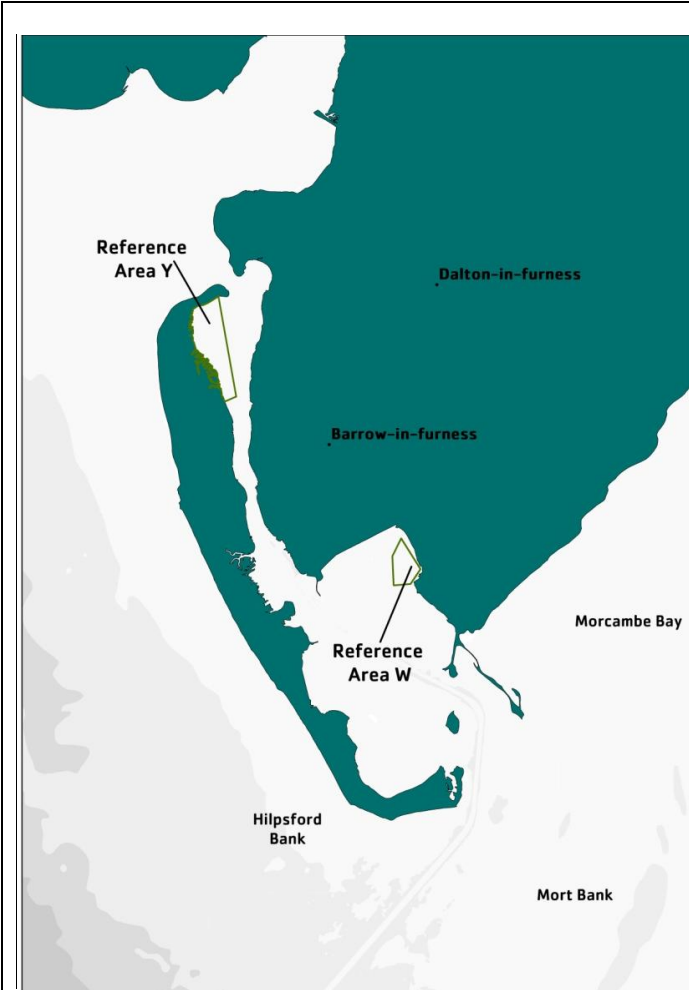 Reference
Area Y
Dalton-in-furness
Barrow-in-furness
Morcambe Bay
Reference
Area W
Hilpsford
Bank
Mort Bank